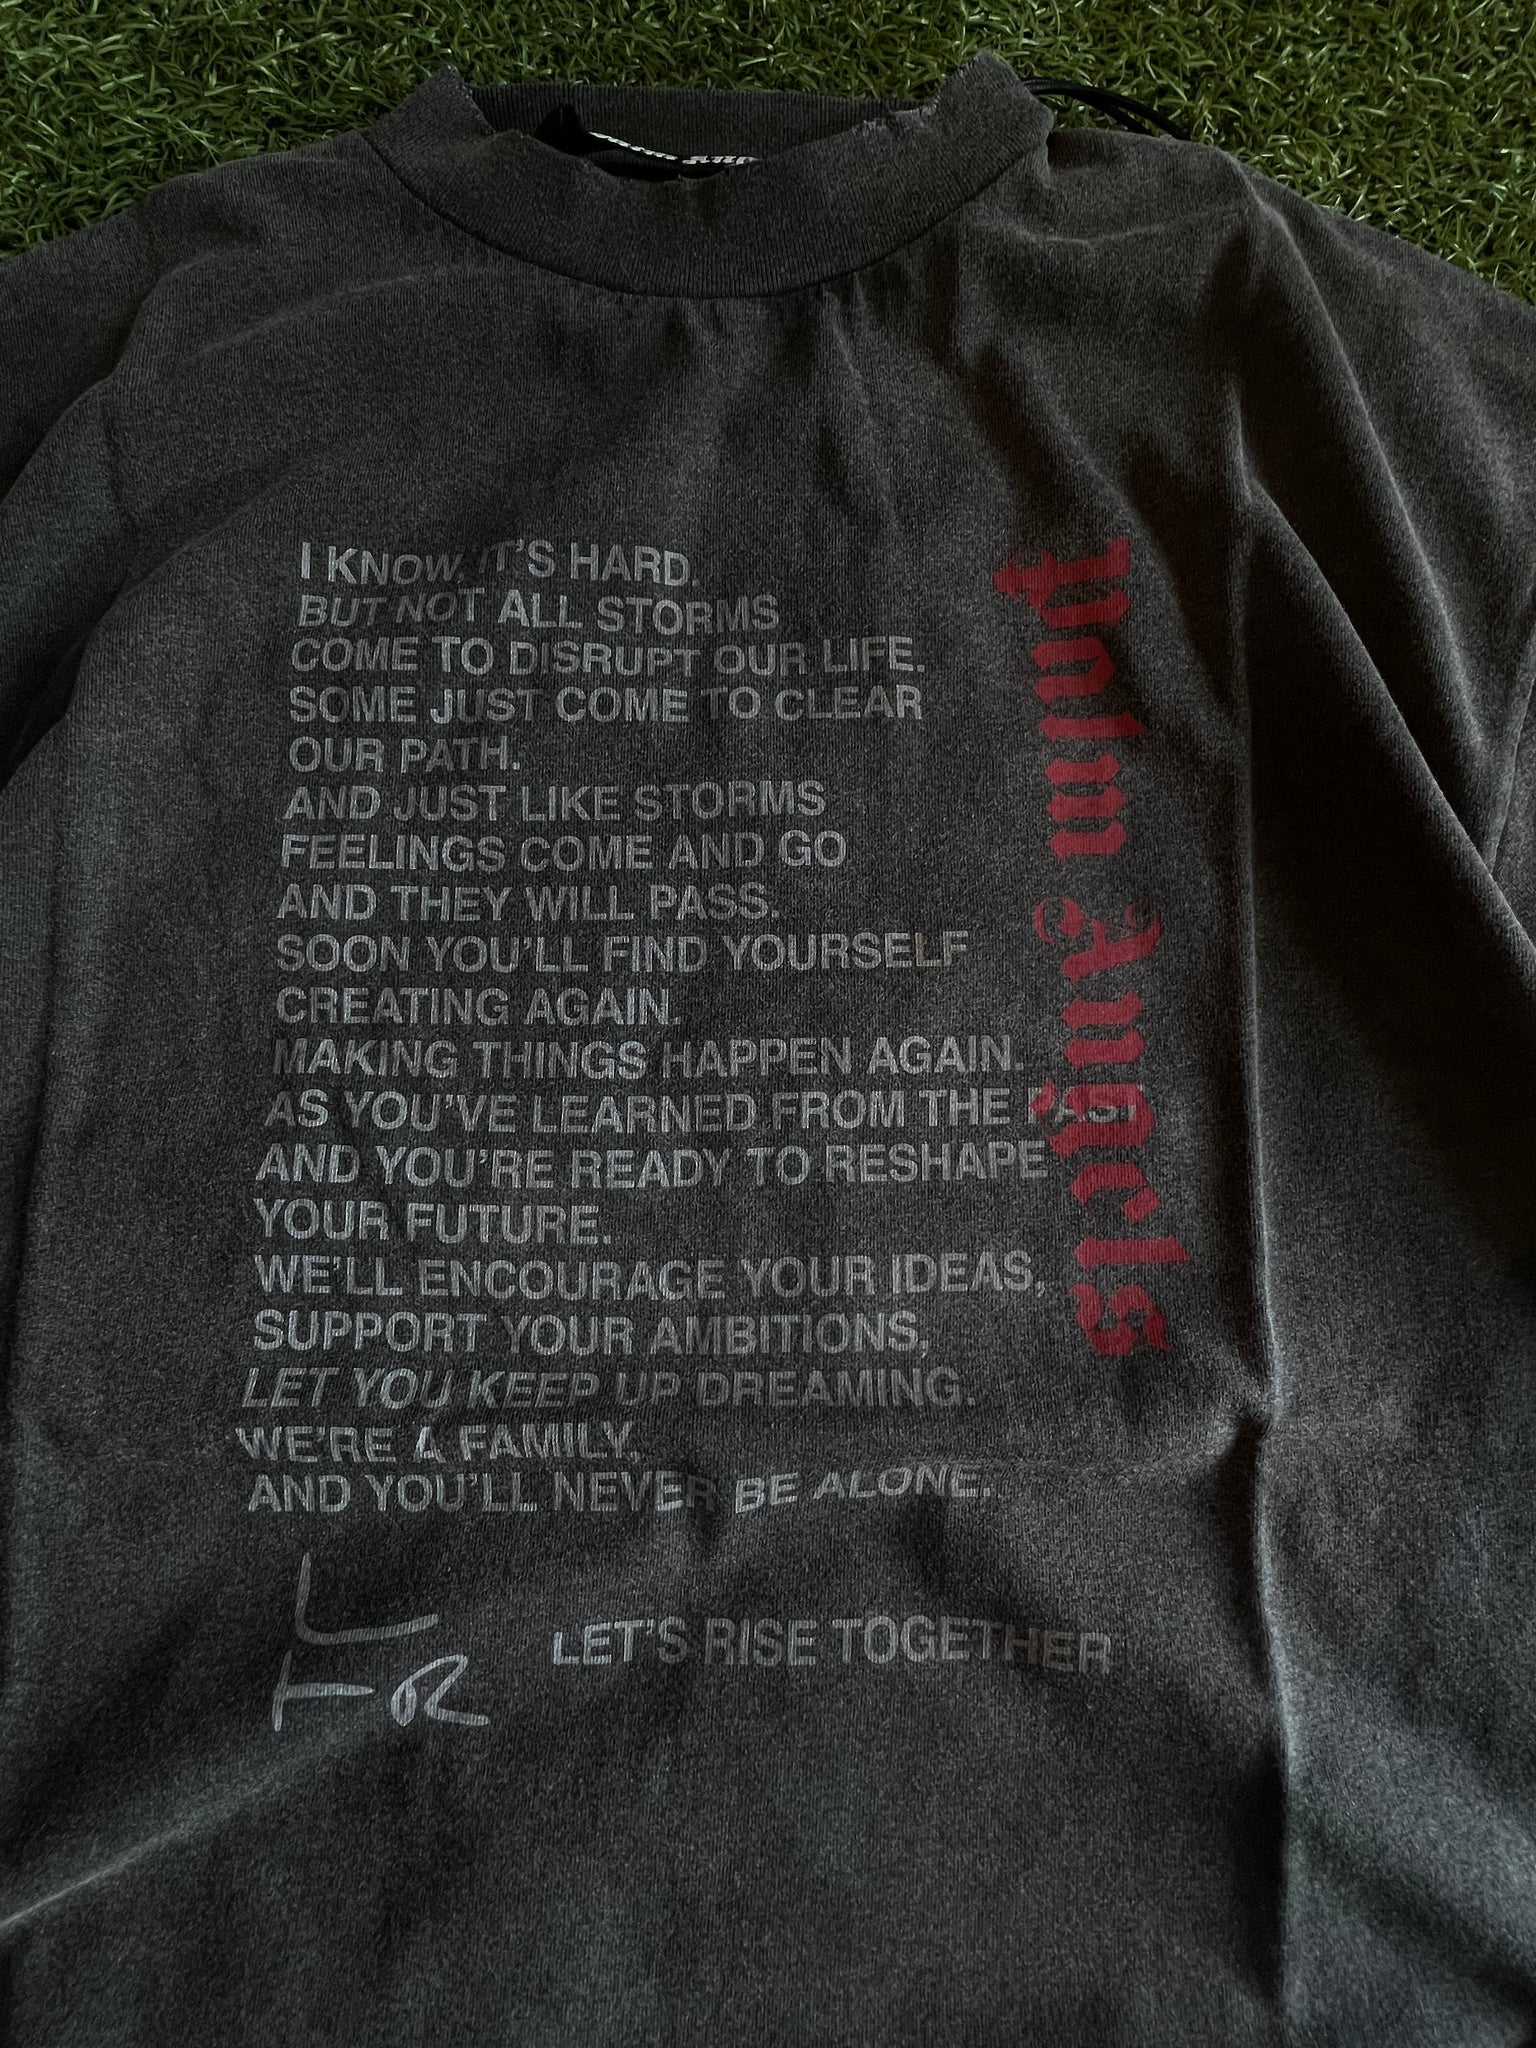 I KNOW, IT'S HARD.
BUT NOT ALL STORMS
COME TO DISRUPT OUR LIFE.
SOME JUST COME TO CLEAR
OUR PATH.
AND JUST LIKE STORMS
FEELINGS COME AND GO
AND THEY WILL PASS.
SOON YOU'LL FIND YOURSELF
CREATING AGAIN.
MAKING THINGS HAPPEN AGAIN.
AS YOU'VE LEARNED FROM THE PAST
AND YOU'RE READY TO RESHAPE
YOUR FUTURE.
WE'LL ENCOURAGE YOUR IDEAS,
SUPPORT YOUR AMBITIONS,
LET YOU KEEP UP DREAMING.
WE'RE A FAMILY,
AND YOU'LL NEVER BE ALONE.
LET'S RISE TOGETHER
Palm Angels